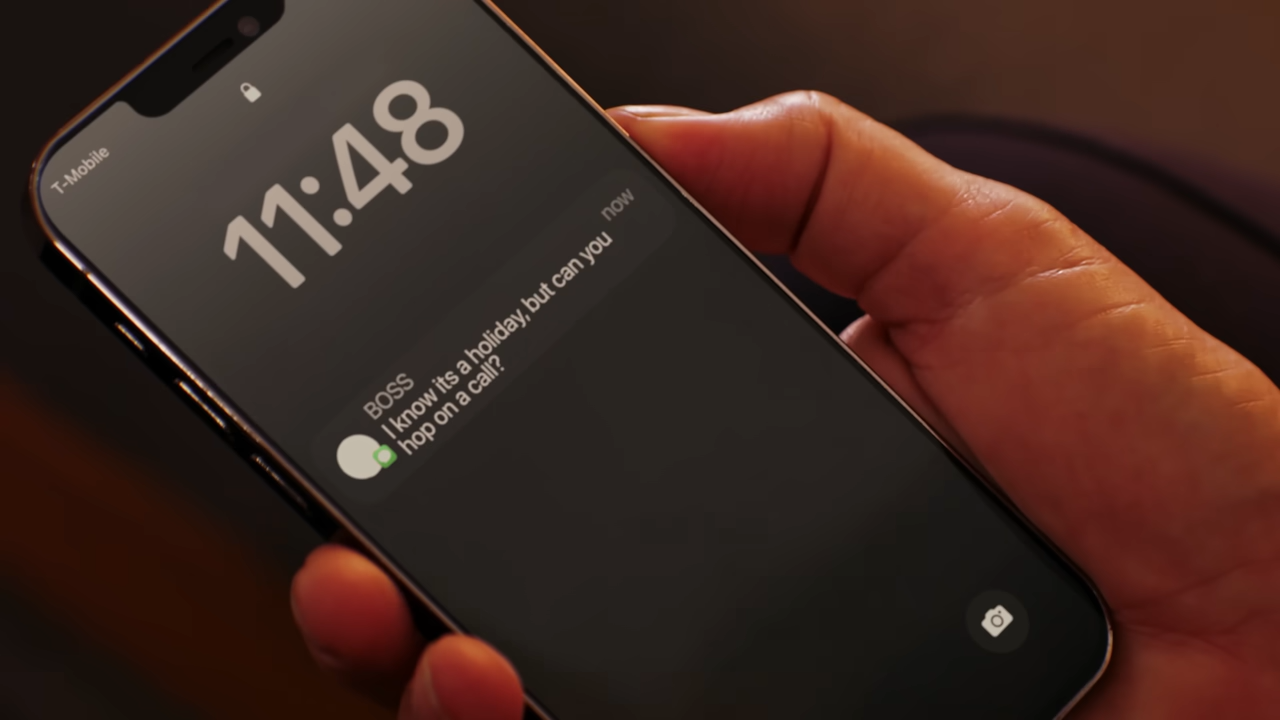 T-Mobile
11:48
BOSS
now
I know its a holiday, but can you
hop on a call?